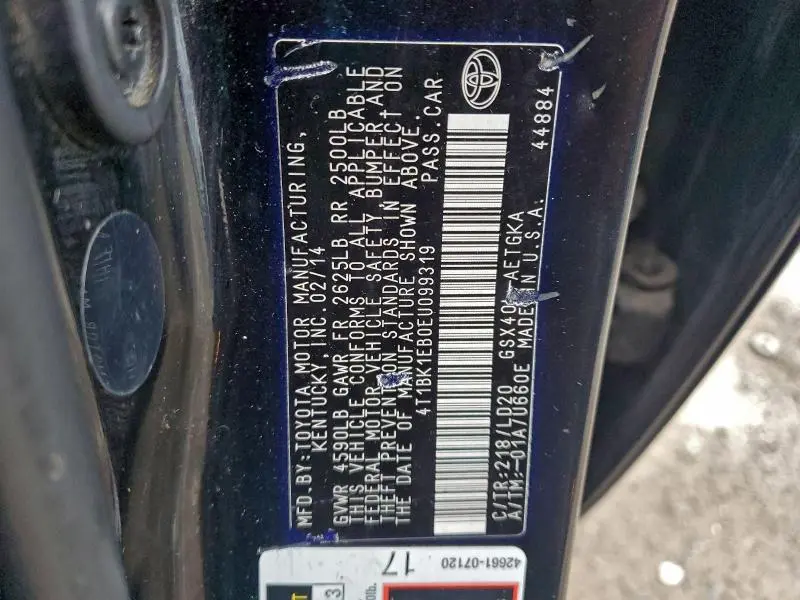 MFD.BY:TOYOTA MOTOR MANUFACTURING,
KENTUCKY,INC.02/14
GVWR 4590LB GAWR FR 2625LB RR 2500LB
THIS VEHICLE CONFORMS TO ALL APPLICABLE
FEDERAL MOTOR VEHICLE SAFETY BUMPER AND
THEFT PREVENTION STANDARDS IN EFFECT ON
THE DATE OF MANUFACTURE SHOWN ABOVE.
4T1BK1EB0EU099319 PASS. CAR
C/TR:218/LD20 GSX40L AETGKA
A/TM:-01A/U660E MADE IN U.S.A. 44884
42661-07120
17